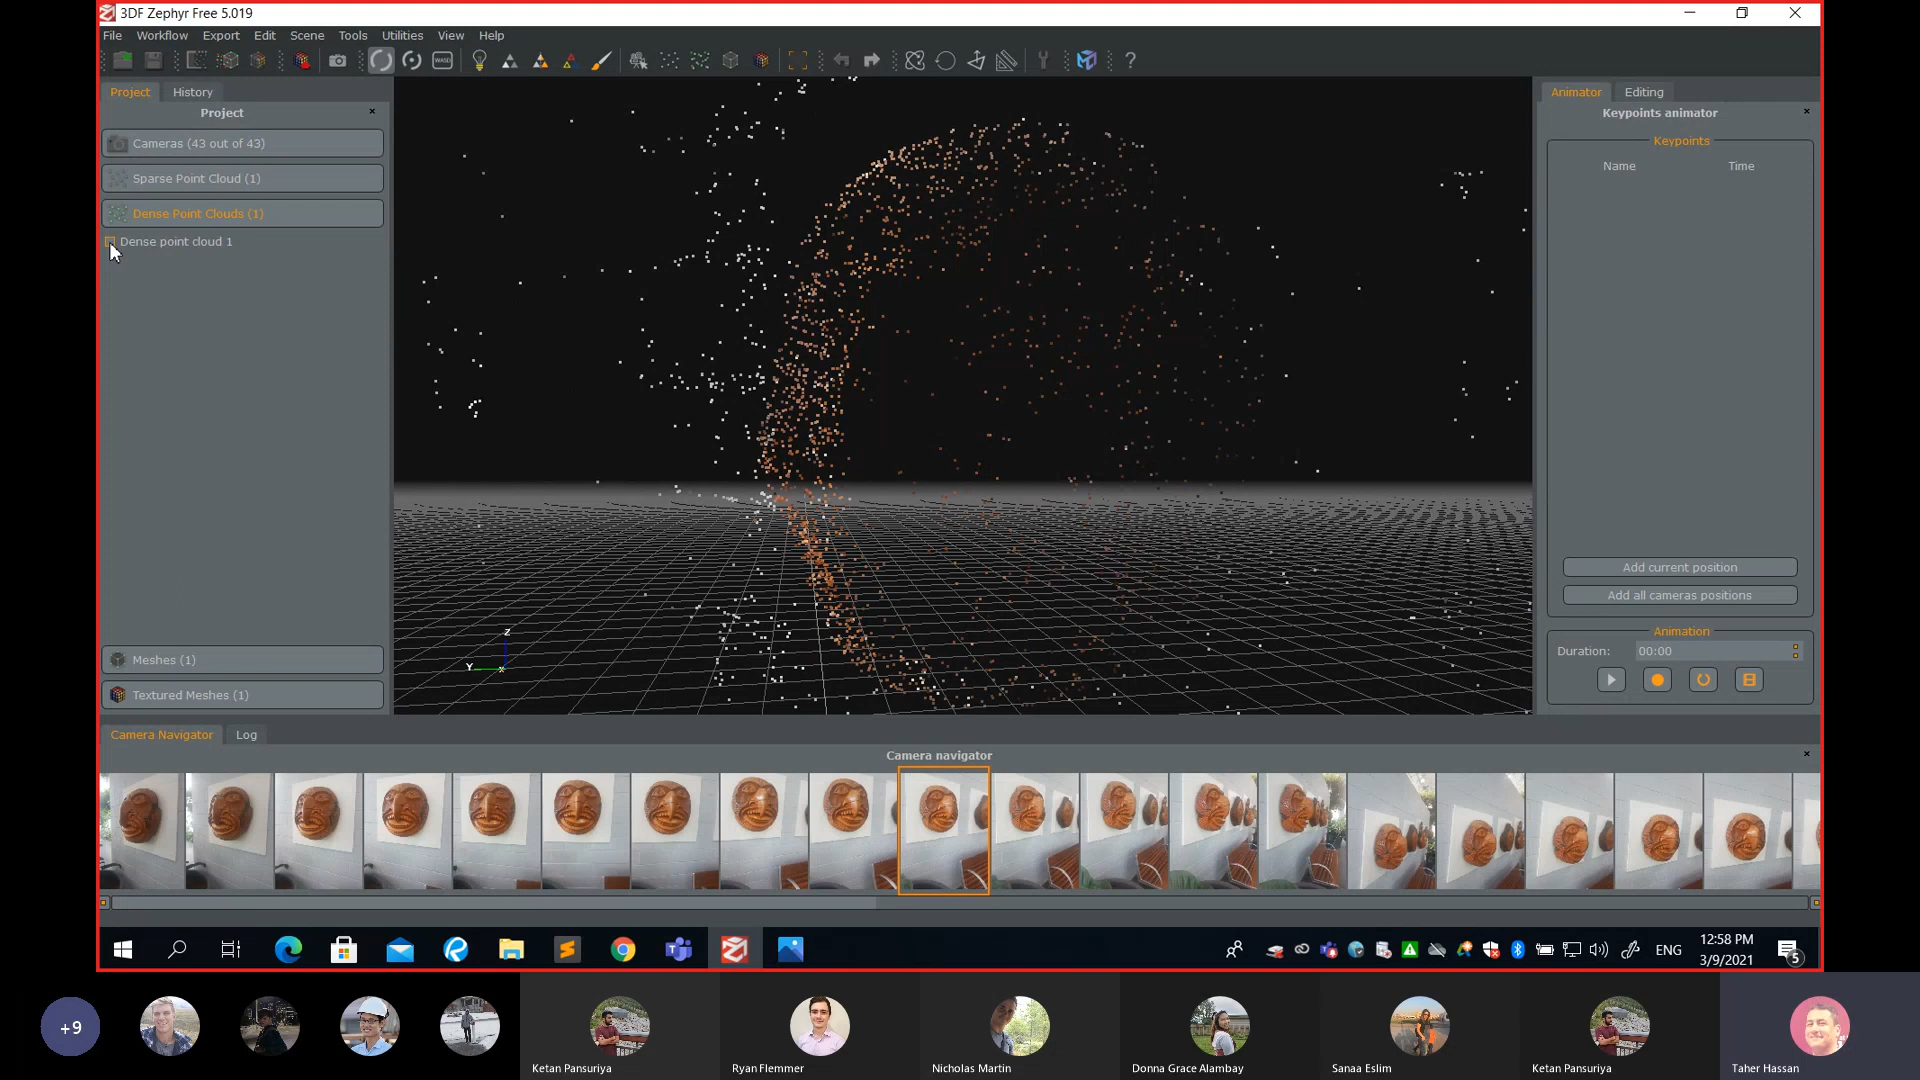 3DF Zephyr Free 5.019
File Workflow Export Edit Scene Tools Utilities View Help
WASD
?
Project History
Project
Cameras (43 out of 43)
Sparse Point Cloud (1)
Dense Point Clouds (1)
Dense point cloud 1
Meshes (1)
Textured Meshes (1)
Z
Y
X
Animator Editing
Keypoints animator
Keypoints
Name Time
Add current position
Add all cameras positions
Animation
Duration: 00:00
Camera Navigator Log
Camera navigator
ENG
12:58 PM
3/9/2021
5
+9
Ketan Pansuriya
Ryan Flemmer
Nicholas Martin
Donna Grace Alambay
Sanaa Eslim
Ketan Pansuriya
Taher Hassan